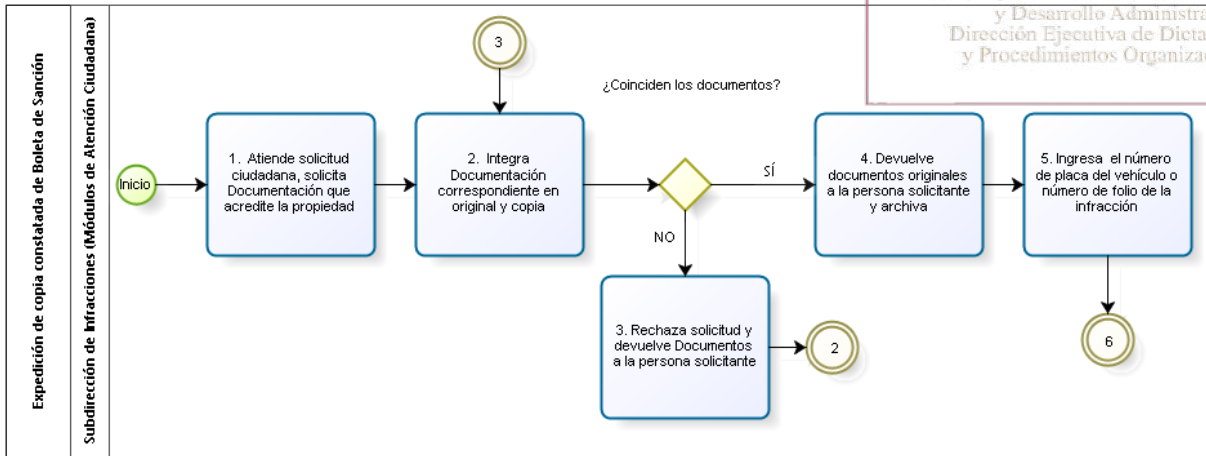 y Desarrollo Administra
Dirección Ejecutiva de Dicta
y Procedimientos Organiza
Expedición de copia constatada de Boleta de Sanción
Subdirección de Infracciones (Módulos de Atención Ciudadana)
3
¿Coinciden los documentos?
Inicio
1. Atiende solicitud
ciudadana, solicita
Documentación que
acredite la propiedad
2. Integra
Documentación
correspondiente en
original y copia
SÍ
4. Devuelve
documentos originales
a la persona solicitante
y archiva
5. Ingresa el número
de placa del vehículo o
número de folio de la
infracción
NO
3. Rechaza solicitud y
devuelve Documentos
a la persona solicitante
2
6